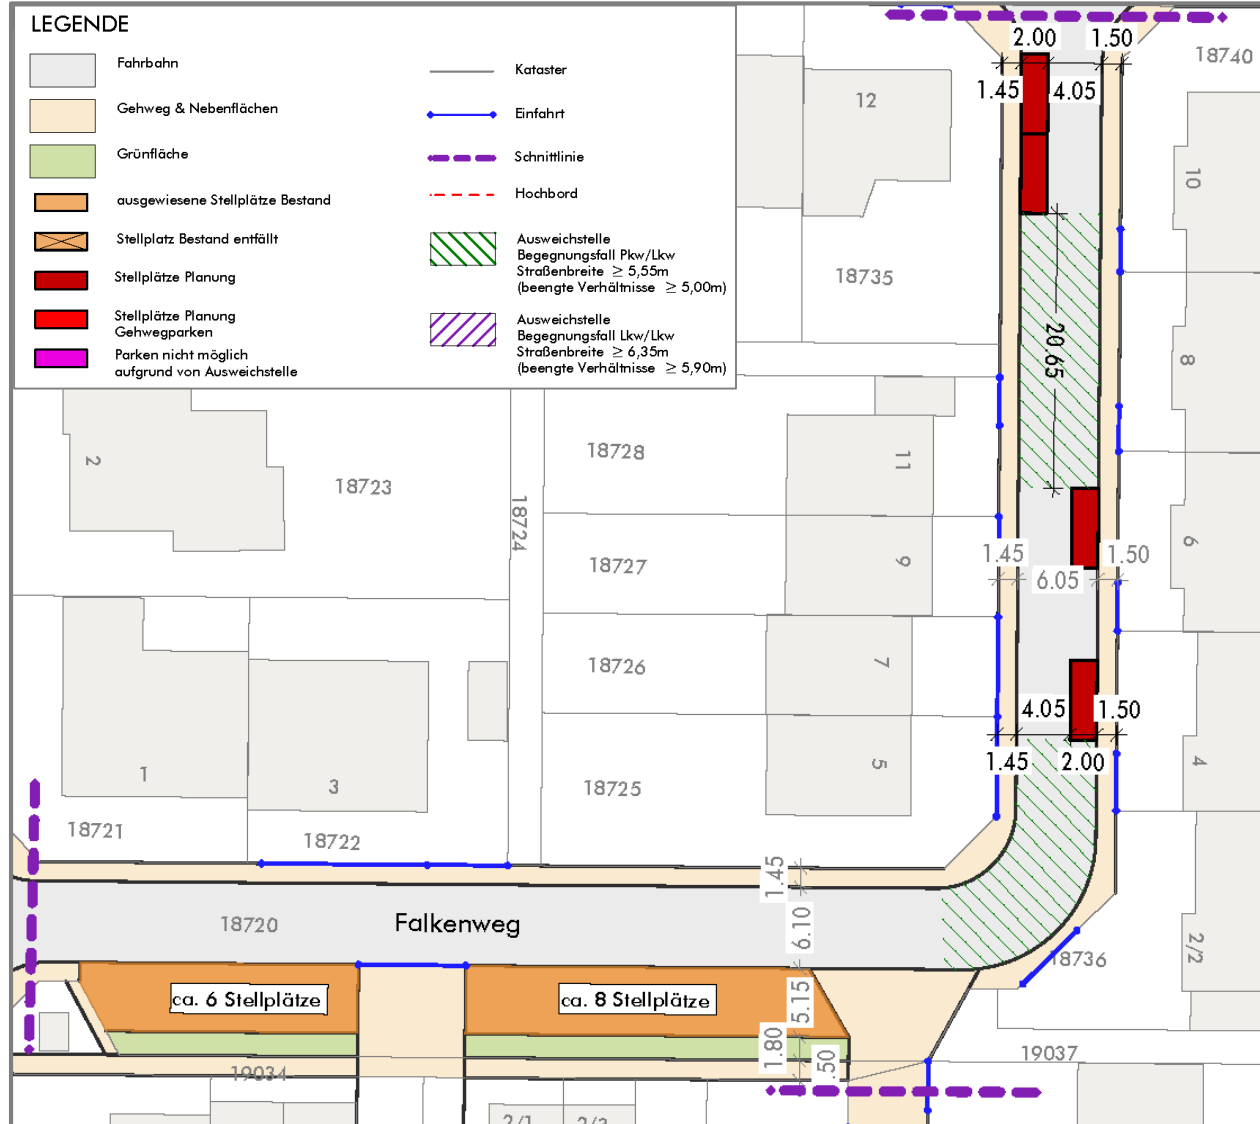 LEGENDE
Fahrbahn
Gehweg & Nebenflächen
Grünfläche
ausgewiesene Stellplätze Bestand
Stellplatz Bestand entfällt
Stellplätze Planung
Stellplätze Planung
Gehwegparken
Parken nicht möglich
aufgrund von Ausweichstelle
Kataster
Einfahrt
Schnittlinie
Hochbord
Ausweichstelle
Begegnungsfall Pkw/Lkw
Straßenbreite ≥ 5,55m
(beengte Verhältnisse ≥ 5,00m)
Ausweichstelle
Begegnungsfall Lkw/Lkw
Straßenbreite ≥ 6,35m
(beengte Verhältnisse ≥ 5,90m)
2.00 1.50
18740
1.45 4.05
12
10
18735
20.65
8
18728
11
2
18723
18724
18727
9
6
1.45 6.05 1.50
18726
7
4.05 1.50
1.45 2.00
4
18725
5
1
3
18721
18722
1.45
18720
Falkenweg
6.10
18736
2/2
ca. 6 Stellplätze
ca. 8 Stellplätze
5.15
1.80
.50
19037
19034
2/1
2/3